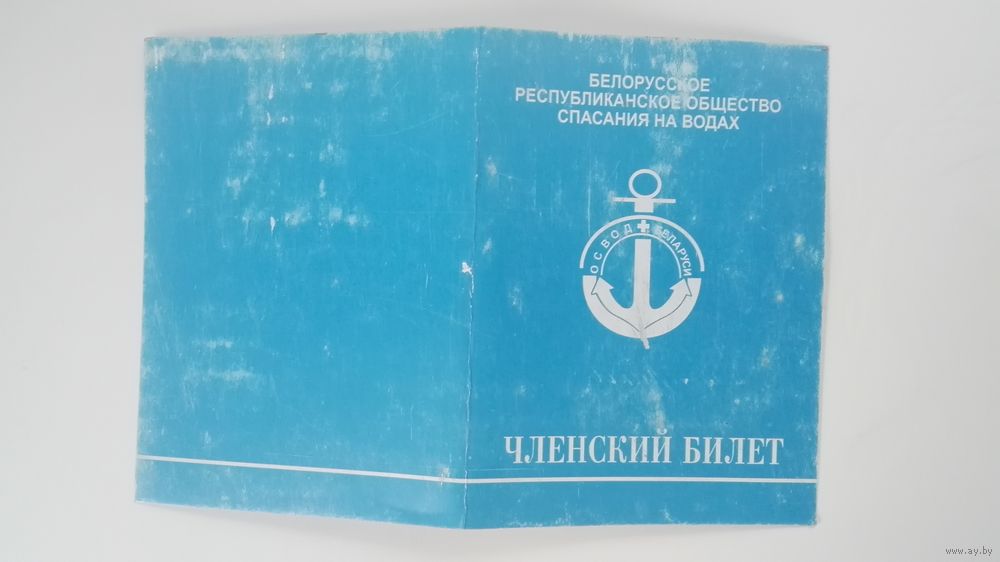 БЕЛОРУССКОЕ
РЕСПУБЛИКАНСКОЕ ОБЩЕСТВО
СПАСАНИЯ НА ВОДАХ
ОСВОД БЕЛАРУСИ
ЧЛЕНСКИЙ БИЛЕТ
www.ay.by